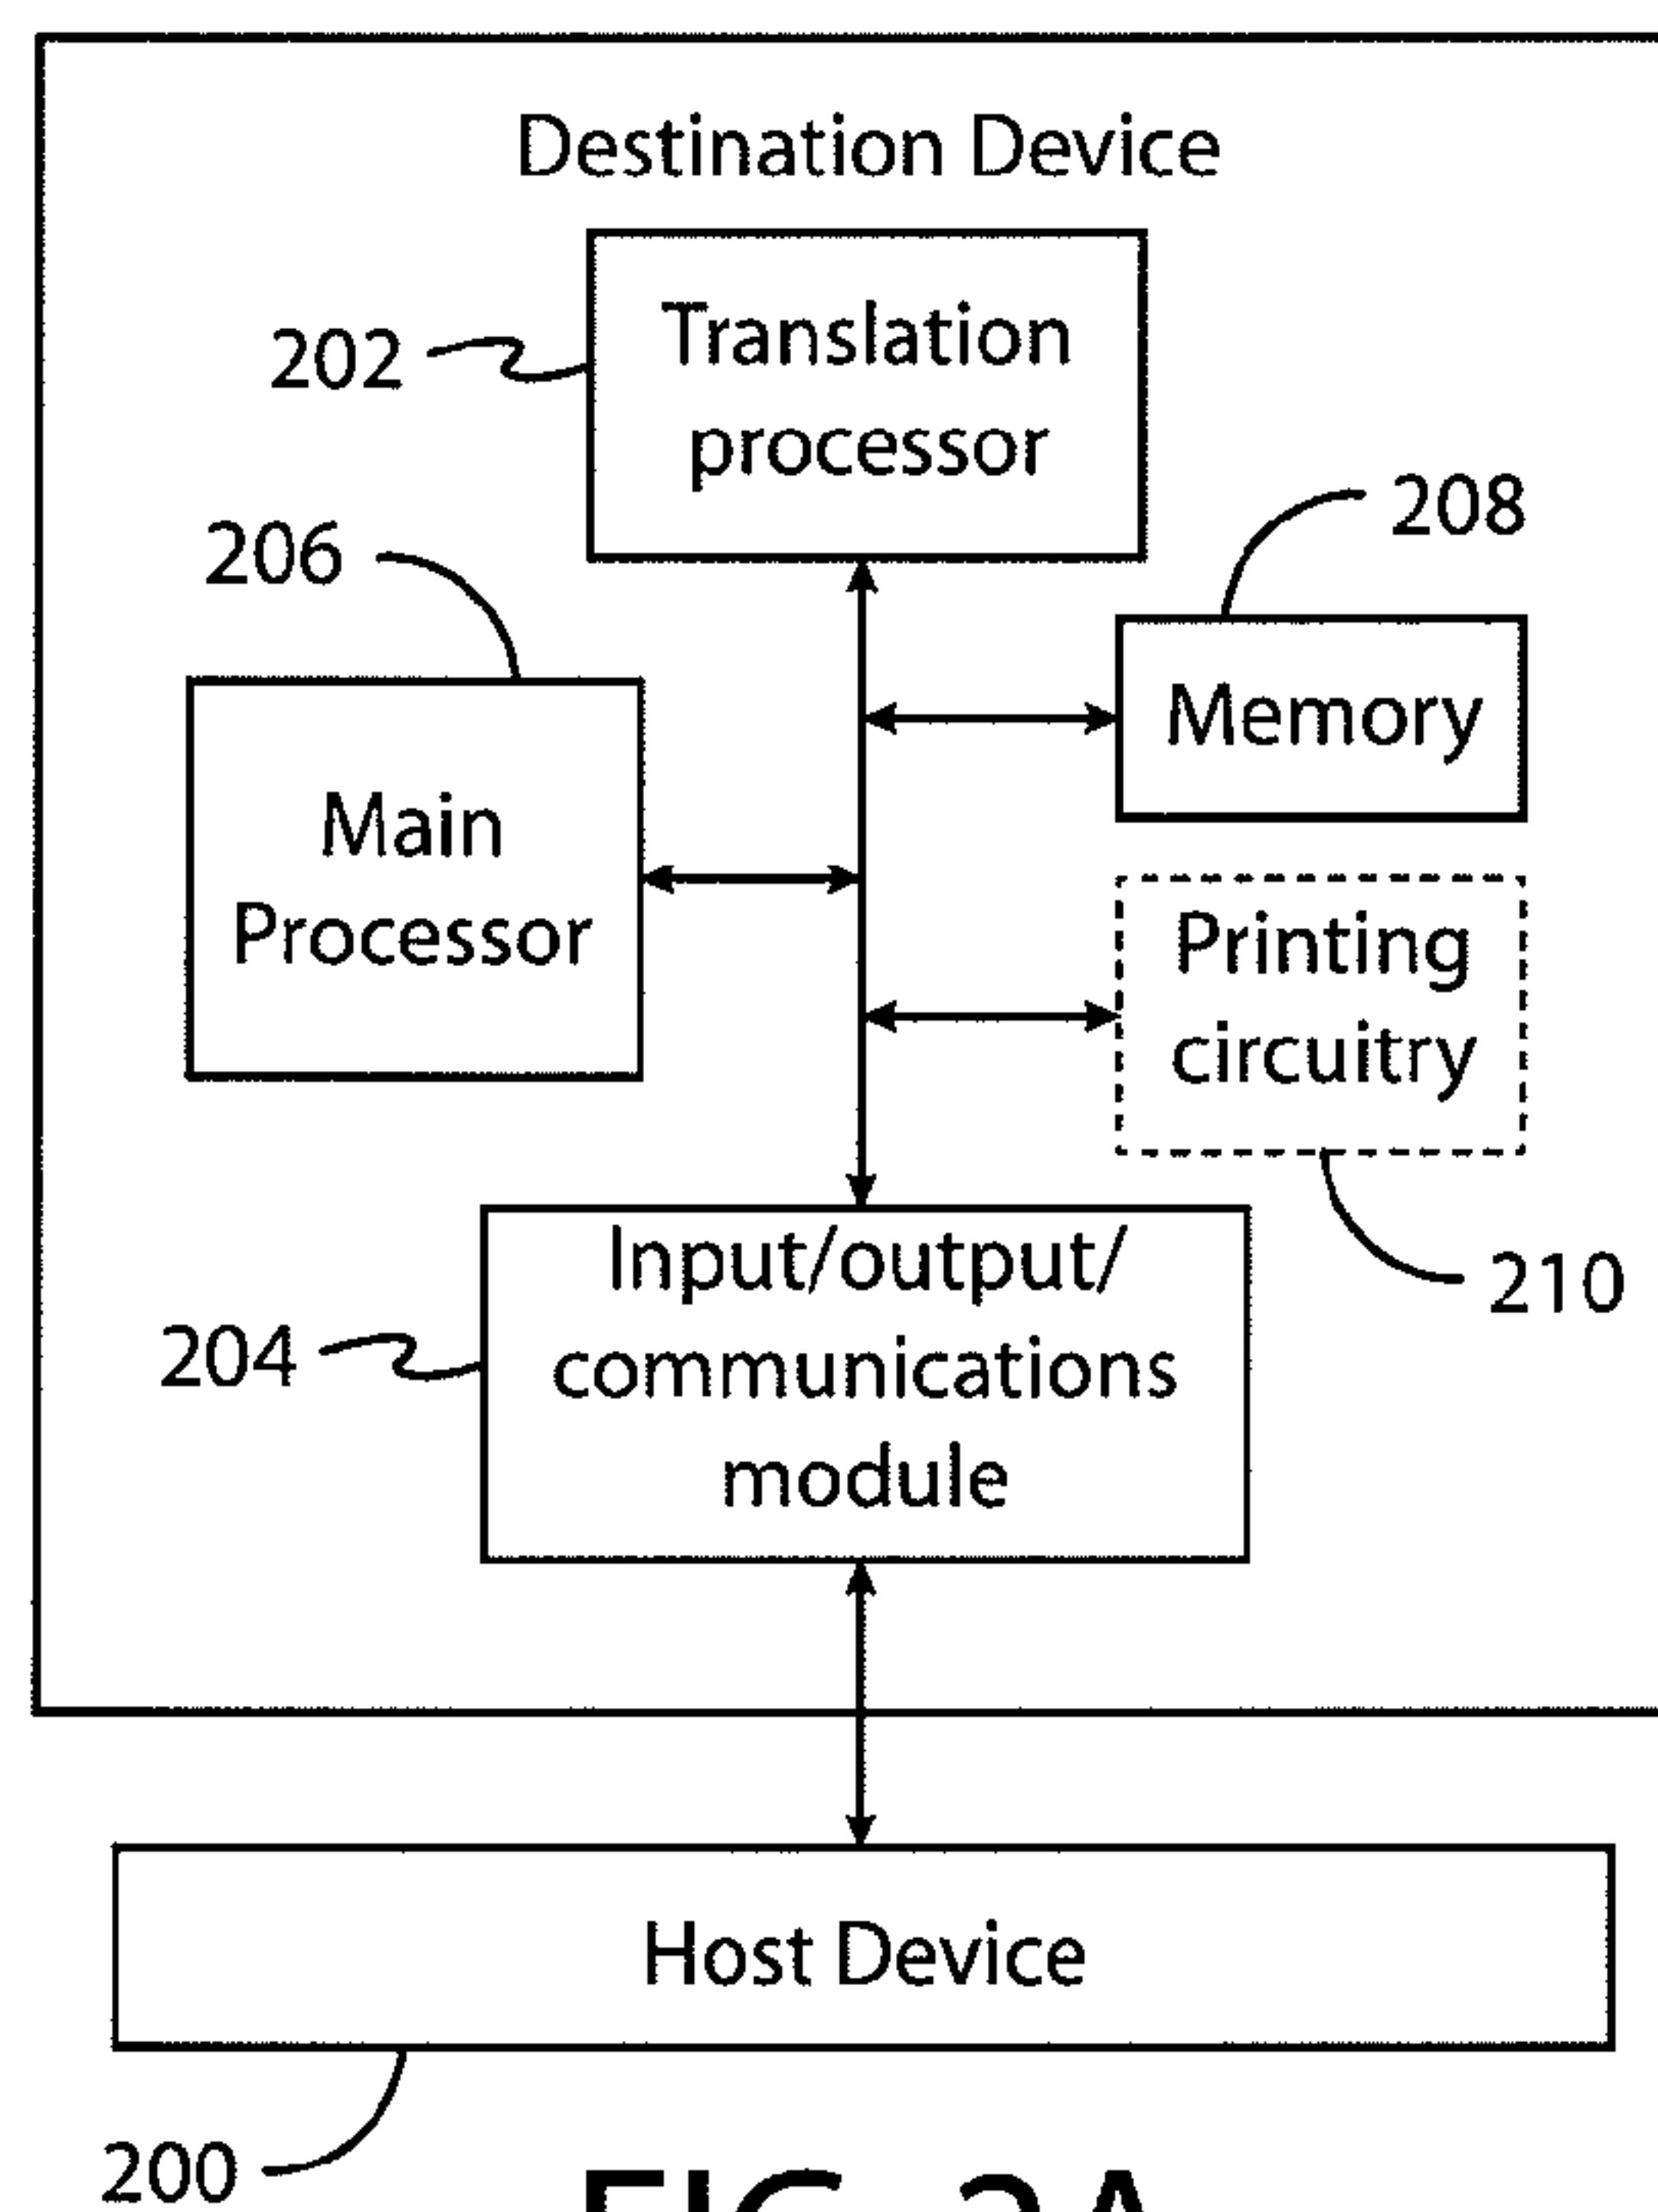 Destination Device
202
Translation
processor
208
206
Memory
Main
Processor
Printing
circuitry
210
Input/output/
communications
module
204
Host Device
200